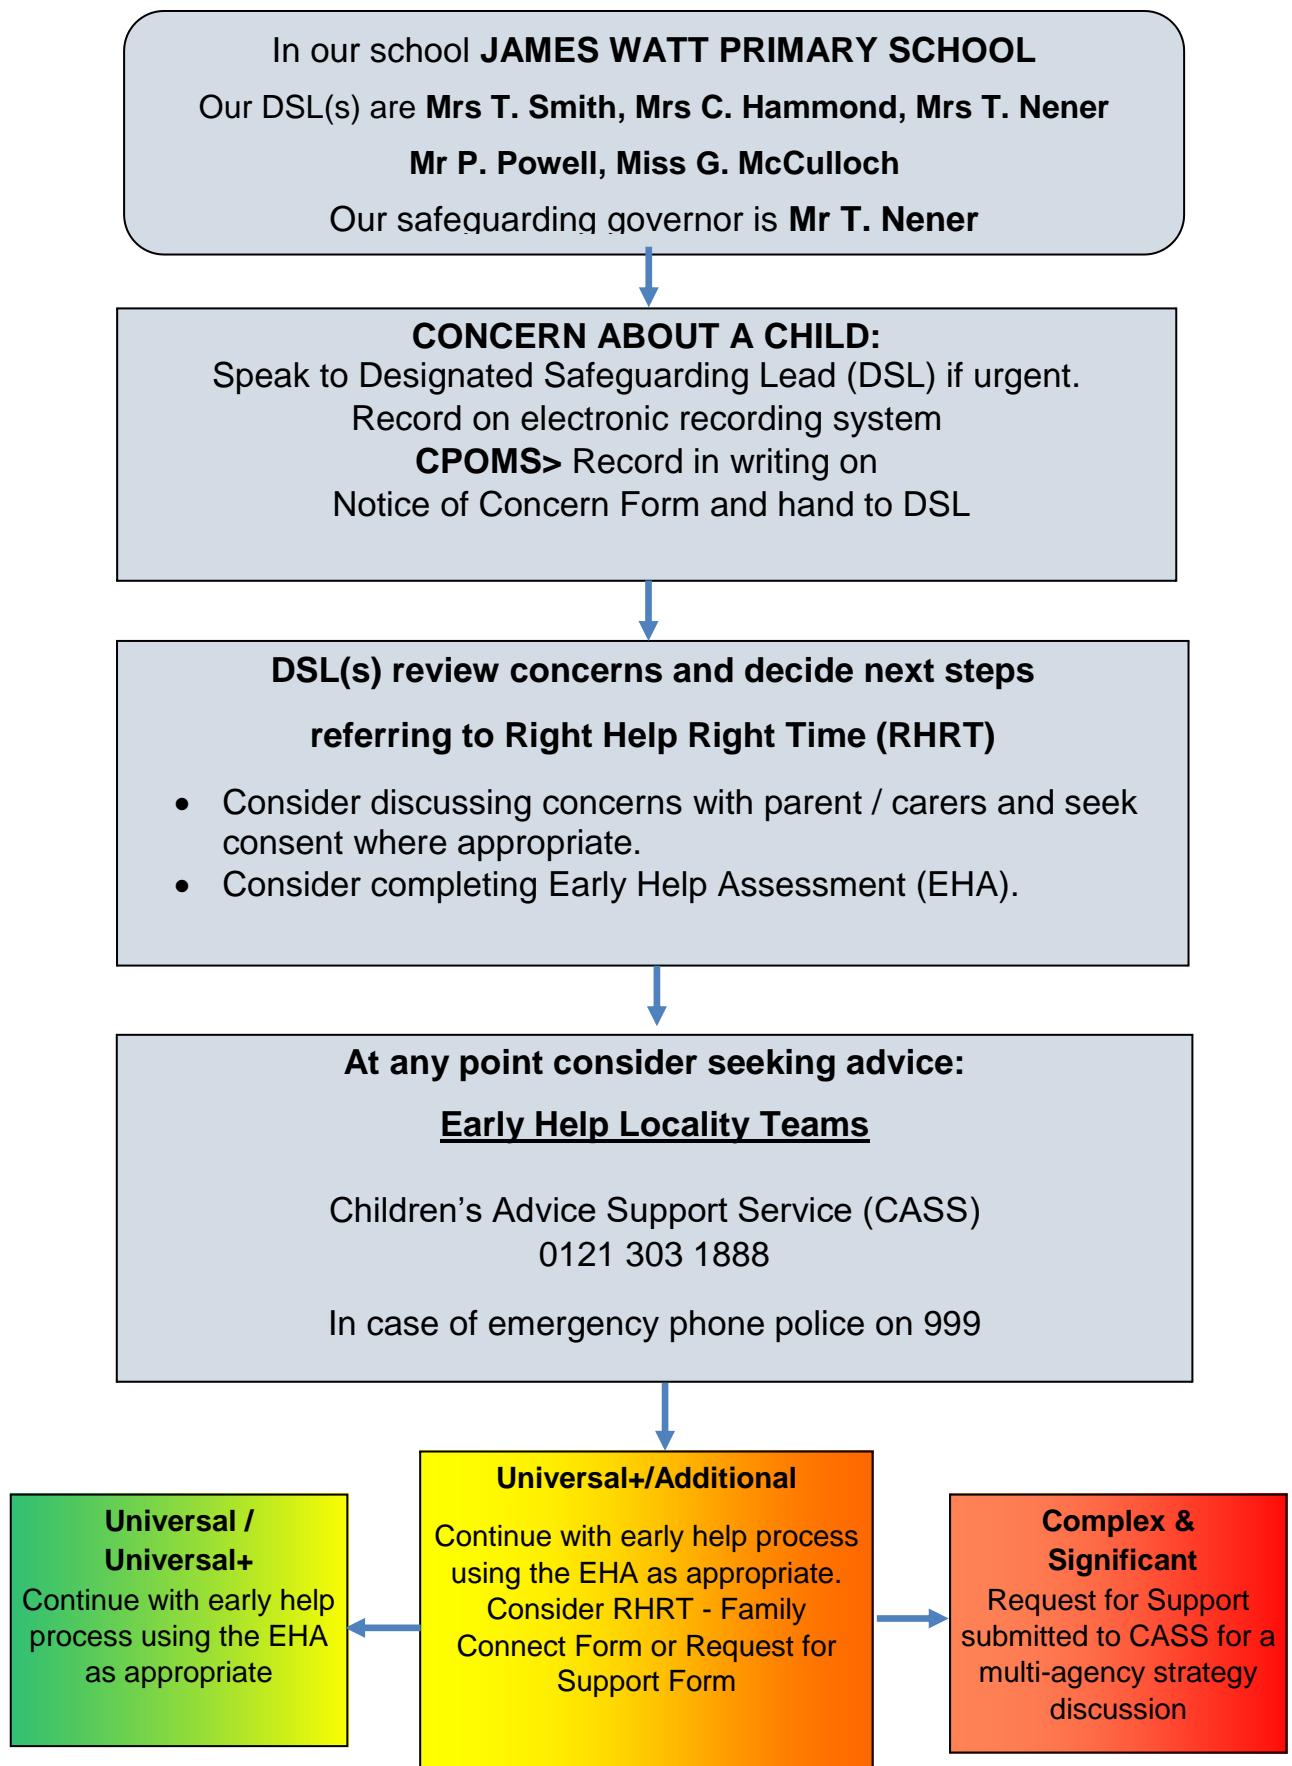 In our school JAMES WATT PRIMARY SCHOOL
Our DSL(s) are Mrs T. Smith, Mrs C. Hammond, Mrs T. Nener
Mr P. Powell, Miss G. McCulloch
Our safeguarding governor is Mr T. Nener
CONCERN ABOUT A CHILD:
Speak to Designated Safeguarding Lead (DSL) if urgent.
Record on electronic recording system
CPOMS> Record in writing on
Notice of Concern Form and hand to DSL
DSL(s) review concerns and decide next steps
referring to Right Help Right Time (RHRT)
• Consider discussing concerns with parent / carers and seek
consent where appropriate.
• Consider completing Early Help Assessment (EHA).
At any point consider seeking advice:
Early Help Locality Teams
Children’s Advice Support Service (CASS)
0121 303 1888
In case of emergency phone police on 999
Universal /
Universal+
Continue with early help
process using the EHA
as appropriate
Universal+/Additional
Continue with early help process
using the EHA as appropriate.
Consider RHRT - Family
Connect Form or Request for
Support Form
Complex &
Significant
Request for Support
submitted to CASS for a
multi-agency strategy
discussion